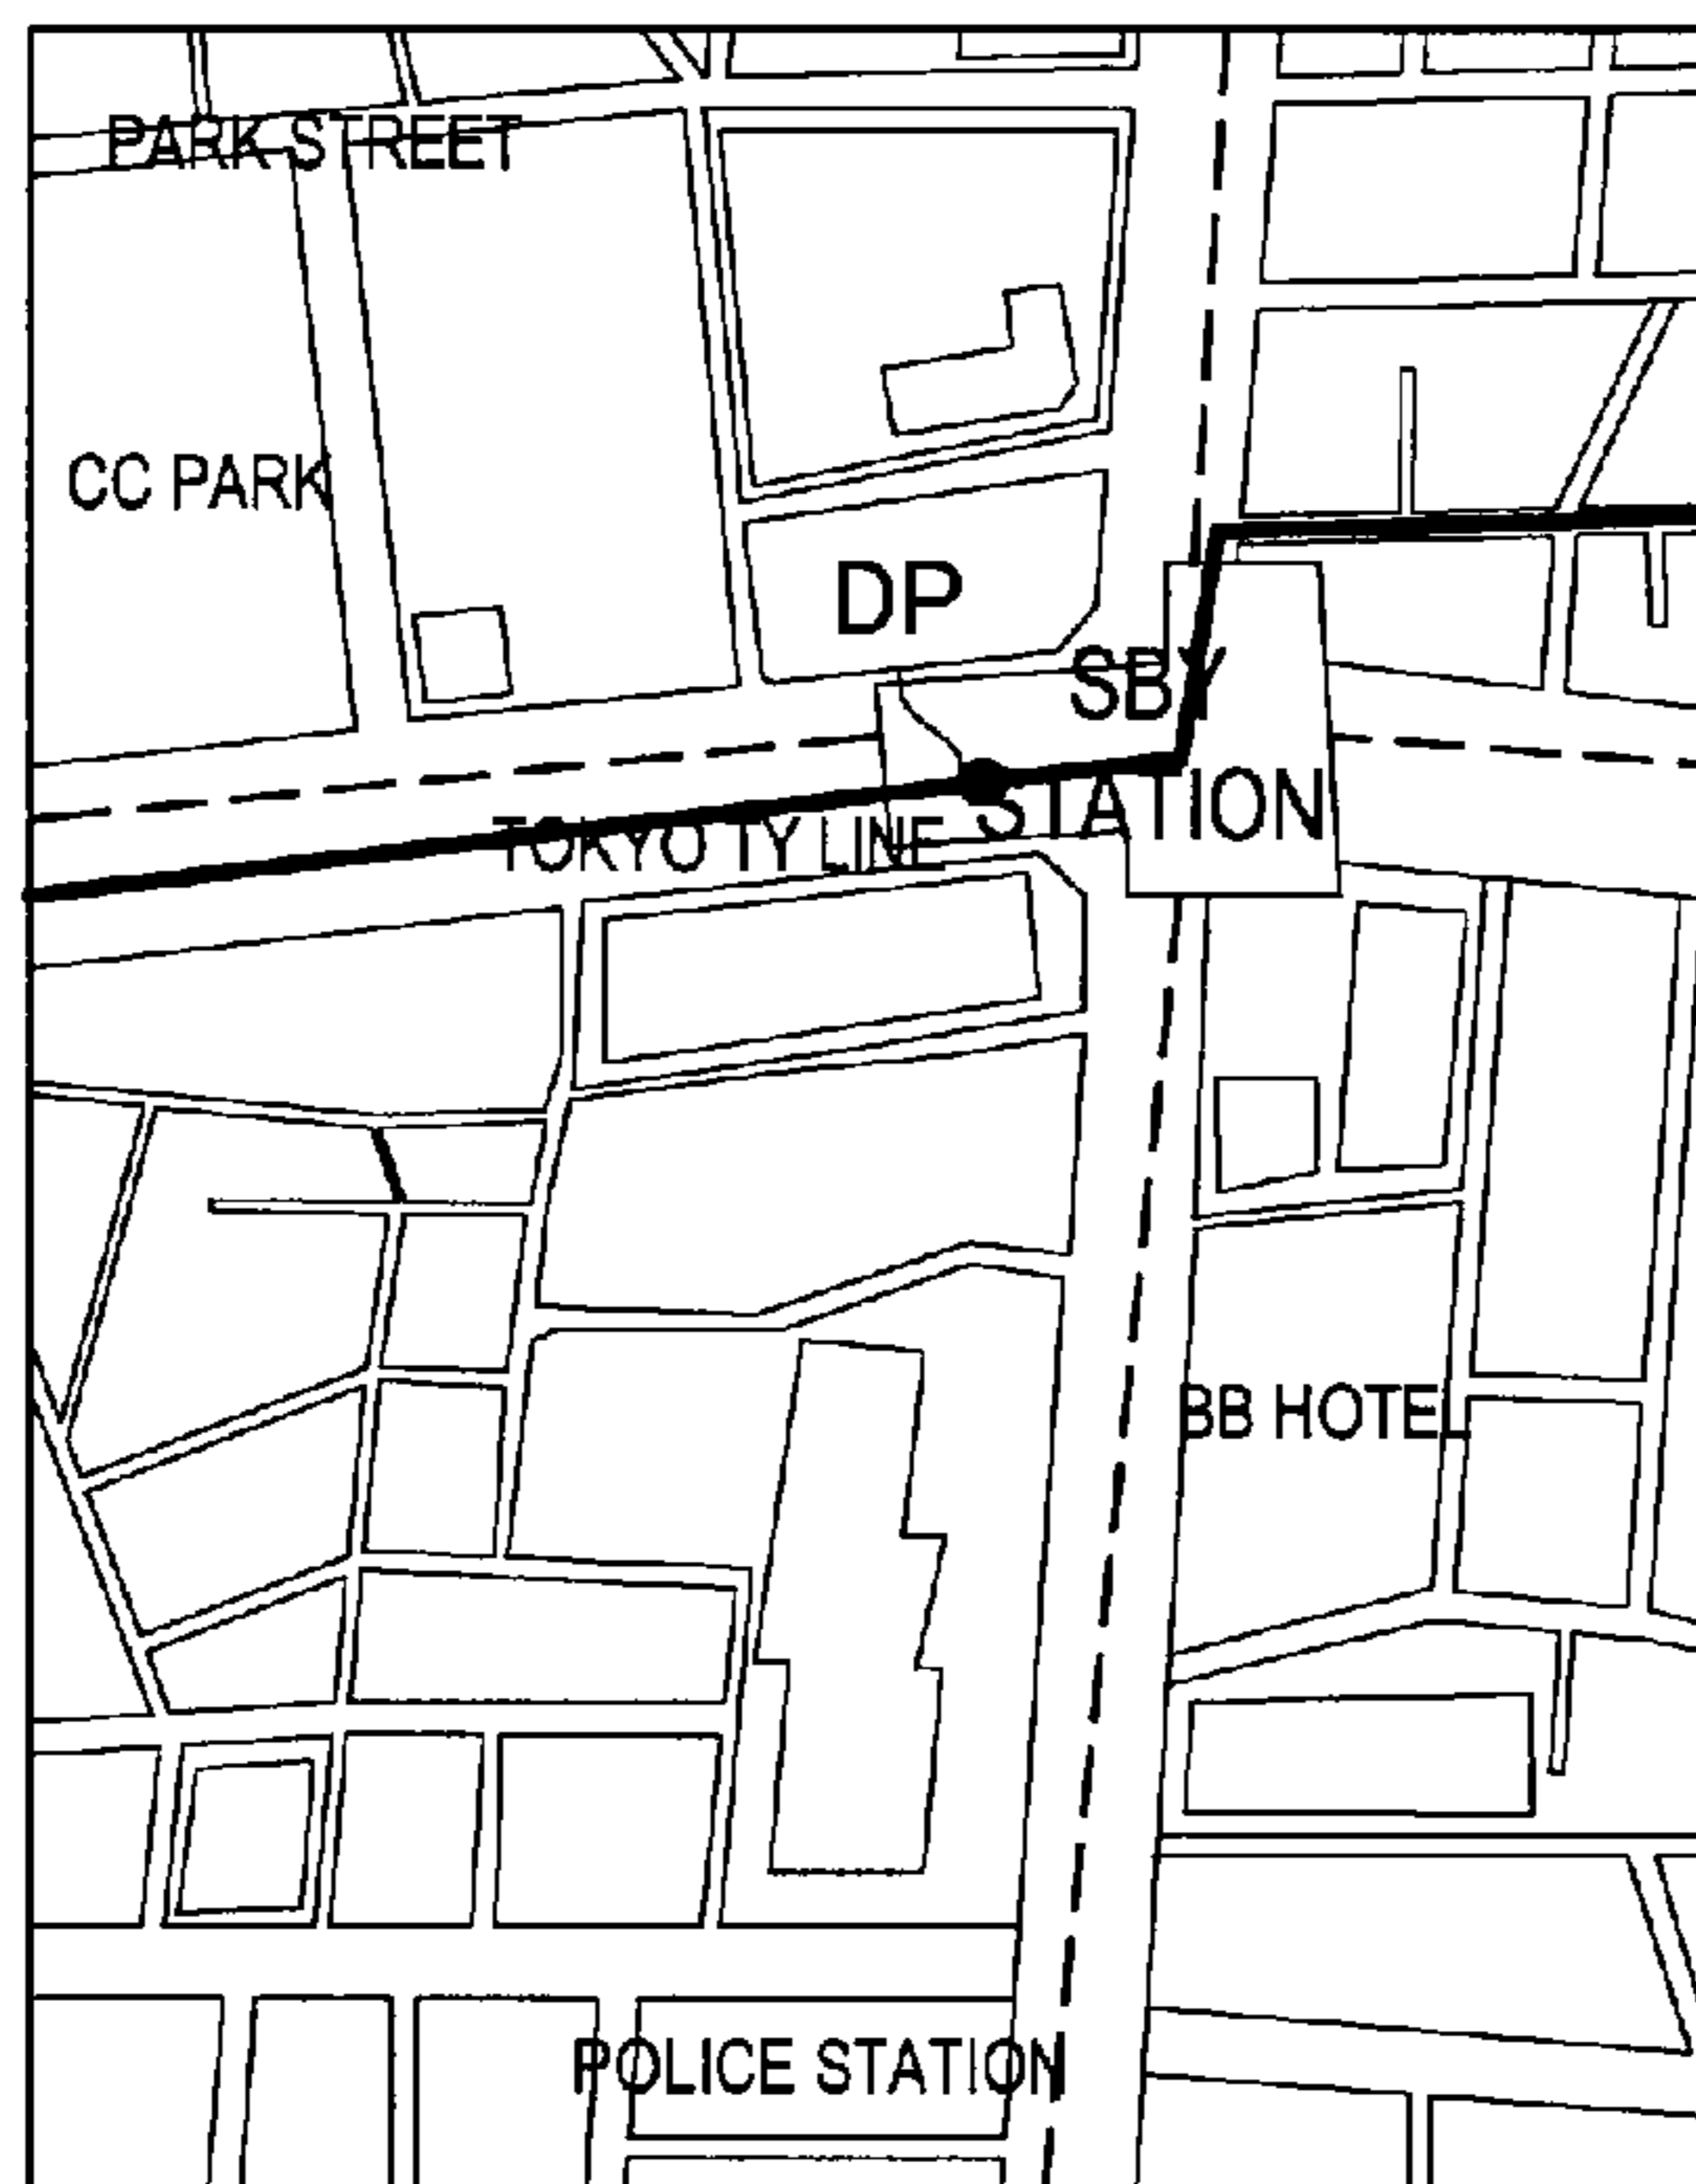 PARK STREET
CC PARK
DP
SBY
STATION
TOKYO TY LINE
BB HOTEL
POLICE STATION